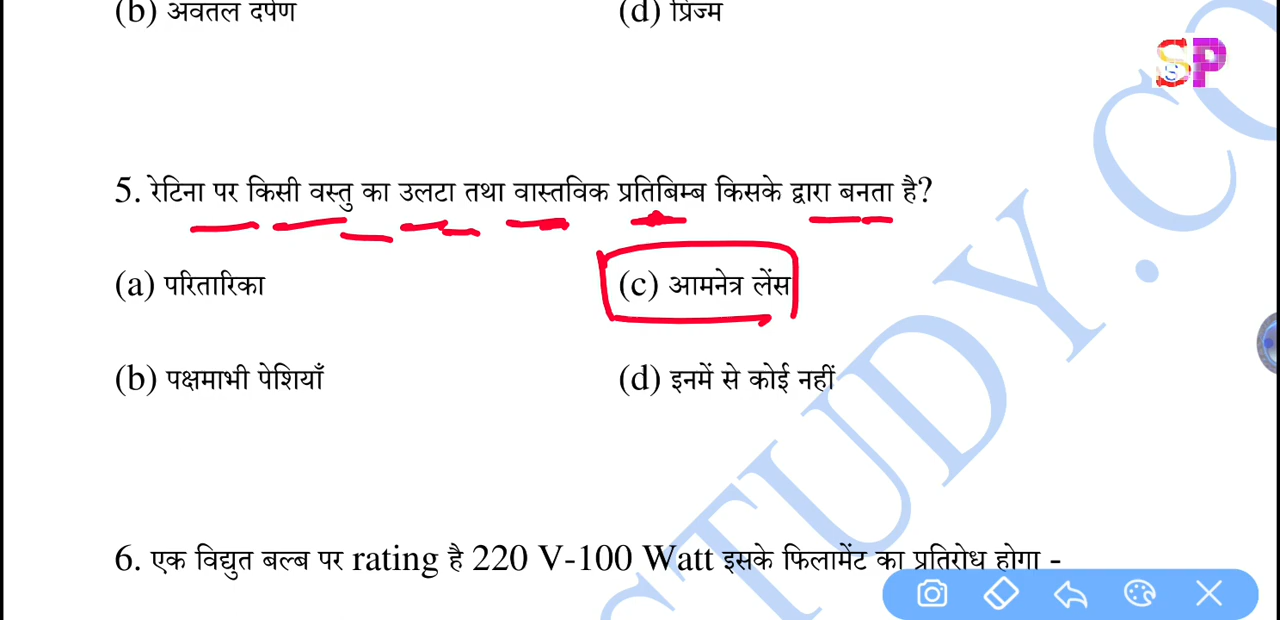 (b) अवतल दर्पण (d) प्रिज्म
SP
S
5. रेटिना पर किसी वस्तु का उलटा तथा वास्तविक प्रतिबिम्ब किसके द्वारा बनता है?
(a) परितारिका (c) आमनेत्र लेंस
(b) पक्षमाभी पेशियाँ (d) इनमें से कोई नहीं
6. एक विद्युत बल्ब पर rating है 220 V-100 Watt इसके फिलामेंट का प्रतिरोध होगा -
STUDY.CO